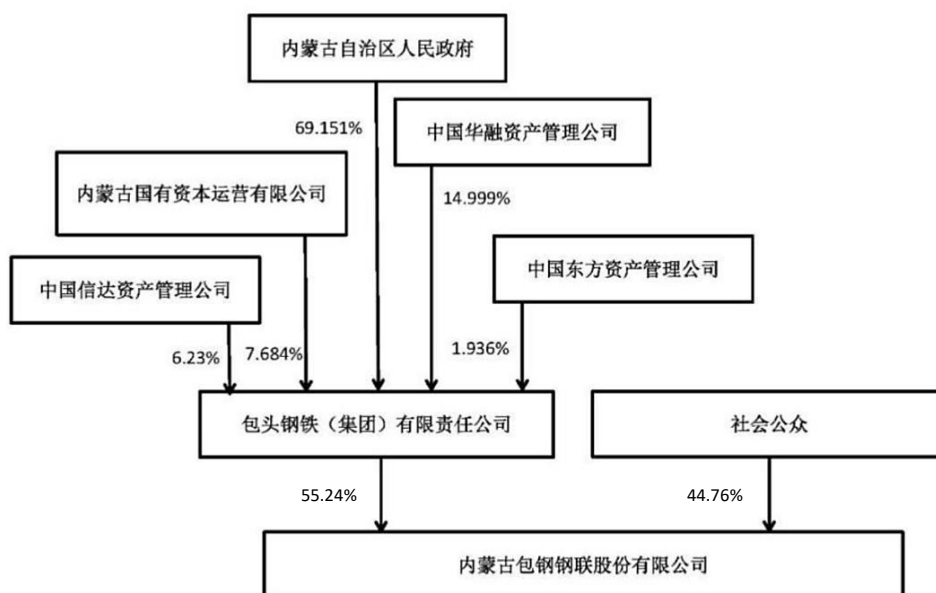 内蒙古自治区人民政府
69.151%
中国华融资产管理公司
内蒙古国有资本运营有限公司
14.999%
中国信达资产管理公司
中国东方资产管理公司
6.23%
7.684%
1.936%
包头钢铁（集团）有限责任公司
社会公众
55.24%
44.76%
内蒙古包钢钢联股份有限公司